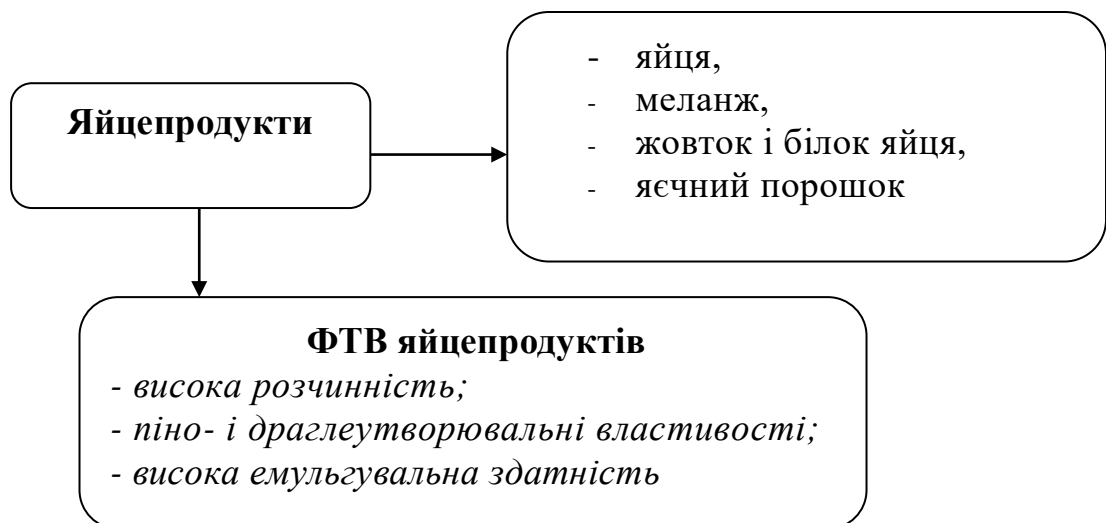 Яйцепродукти
- яйця,
- меланж,
- жовток і білок яйця,
- яєчний порошок
ФТВ яйцепродуктів
- висока розчинність;
- піно- і драглеутворювальні властивості;
- висока емульгувальна здатність